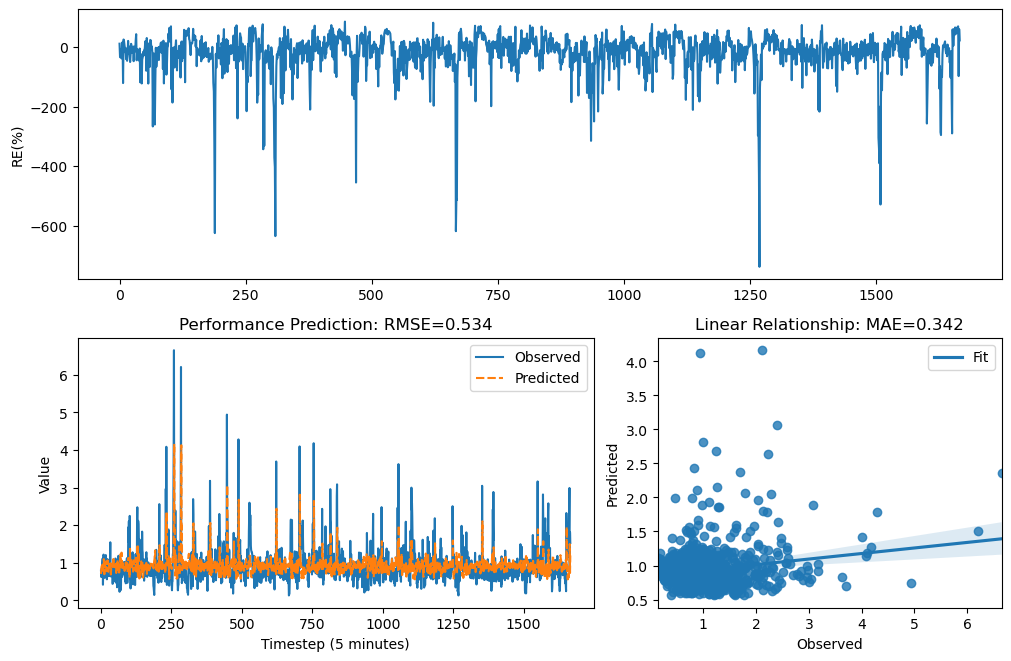 RE(%)
0
−200
−400
−600
0 250 500 750 1000 1250 1500
Performance Prediction: RMSE=0.534
Value
6
5
4
3
2
1
0
Observed
Predicted
0 250 500 750 1000 1250 1500
Timestep (5 minutes)
Linear Relationship: MAE=0.342
Predicted
4.0
3.5
3.0
2.5
2.0
1.5
1.0
0.5
Fit
1 2 3 4 5 6
Observed